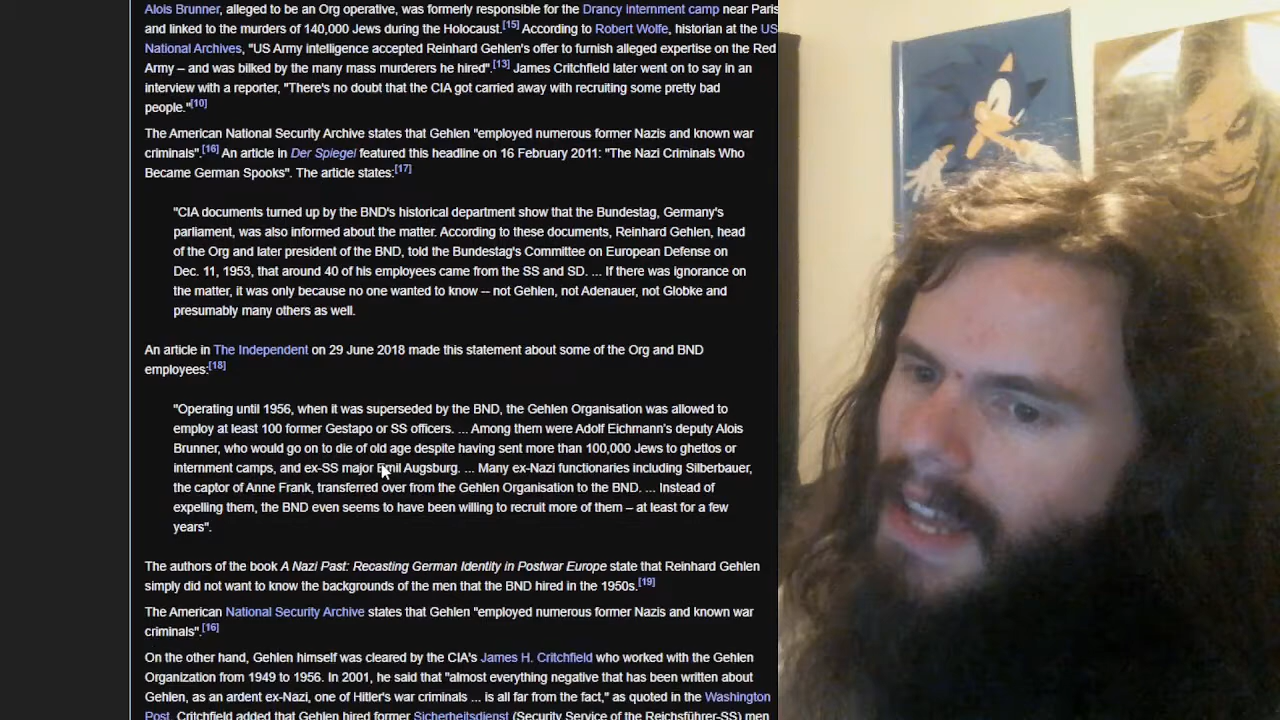 Alois Brunner, alleged to be an Org operative, was formerly responsible for the Drancy internment camp near Paris
and linked to the murders of 140,000 Jews during the Holocaust.[15] According to Robert Wolfe, historian at the US
National Archives, "US Army intelligence accepted Reinhard Gehlen's offer to furnish alleged expertise on the Red
Army – and was bilked by the many mass murderers he hired".[13] James Critchfield later went on to say in an
interview with a reporter, "There's no doubt that the CIA got carried away with recruiting some pretty bad
people."[10]
The American National Security Archive states that Gehlen "employed numerous former Nazis and known war
criminals".[16] An article in Der Spiegel featured this headline on 16 February 2011: "The Nazi Criminals Who
Became German Spooks". The article states:[17]
"CIA documents turned up by the BND's historical department show that the Bundestag, Germany's
parliament, was also informed about the matter. According to these documents, Reinhard Gehlen, head
of the Org and later president of the BND, told the Bundestag's Committee on European Defense on
Dec. 11, 1953, that around 40 of his employees came from the SS and SD. ... If there was ignorance on
the matter, it was only because no one wanted to know -- not Gehlen, not Adenauer, not Globke and
presumably many others as well.
An article in The Independent on 29 June 2018 made this statement about some of the Org and BND
employees:[18]
"Operating until 1956, when it was superseded by the BND, the Gehlen Organisation was allowed to
employ at least 100 former Gestapo or SS officers. ... Among them were Adolf Eichmann's deputy Alois
Brunner, who would go on to die of old age despite having sent more than 100,000 Jews to ghettos or
internment camps, and ex-SS major Emil Augsburg. ... Many ex-Nazi functionaries including Silberbauer,
the captor of Anne Frank, transferred over from the Gehlen Organisation to the BND. ... Instead of
expelling them, the BND even seems to have been willing to recruit more of them – at least for a few
years".
The authors of the book A Nazi Past: Recasting German Identity in Postwar Europe state that Reinhard Gehlen
simply did not want to know the backgrounds of the men that the BND hired in the 1950s.[19]
The American National Security Archive states that Gehlen "employed numerous former Nazis and known war
criminals".[16]
On the other hand, Gehlen himself was cleared by the CIA's James H. Critchfield who worked with the Gehlen
Organization from 1949 to 1956. In 2001, he said that "almost everything negative that has been written about
Gehlen, as an ardent ex-Nazi, one of Hitler's war criminals ... is all far from the fact," as quoted in the Washington
Post. Critchfield added that Gehlen hired former Sicherheitsdienst (Security Service of the Reichsführer-SS) men